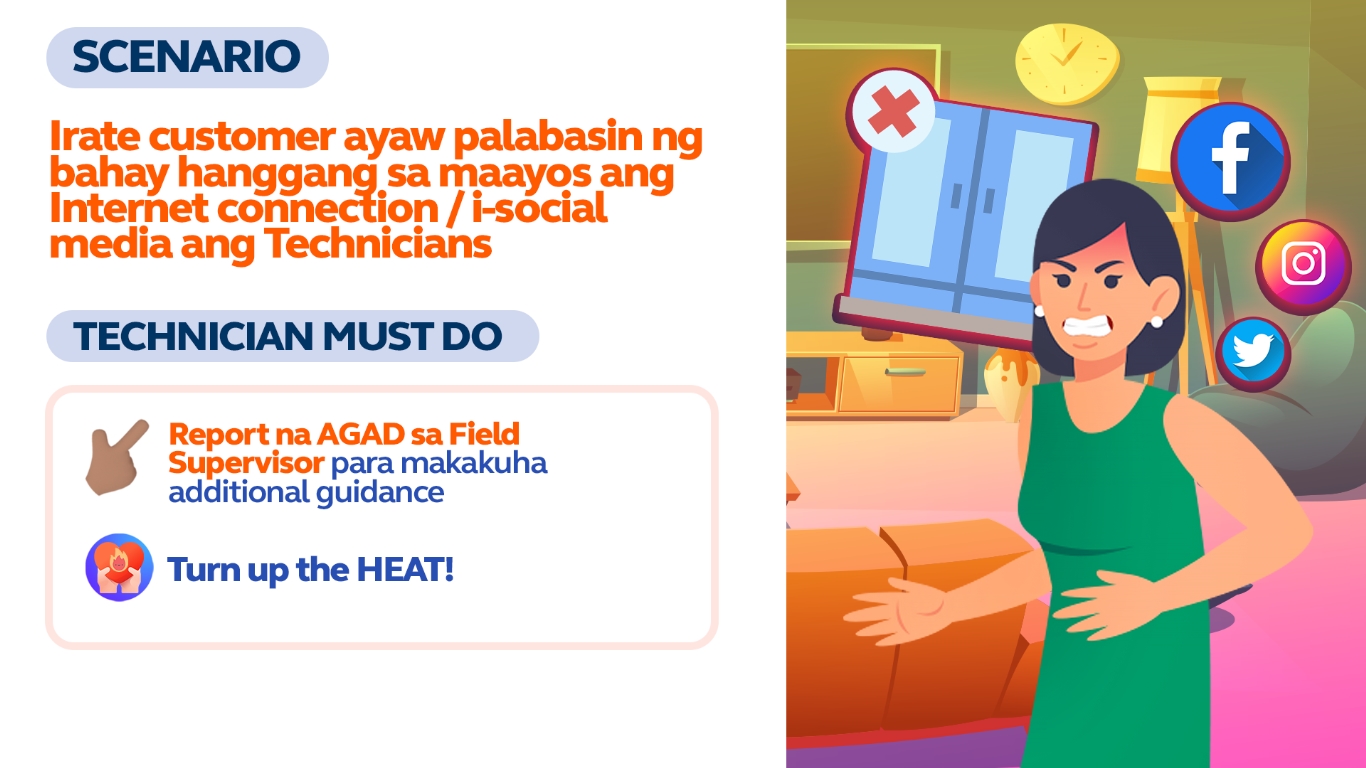 SCENARIO
Irate customer ayaw palabasin ng
bahay hanggang sa maayos ang
Internet connection / i-social
media ang Technicians
TECHNICIAN MUST DO
Report na AGAD sa Field
Supervisor para makakuha
additional guidance
Turn up the HEAT!